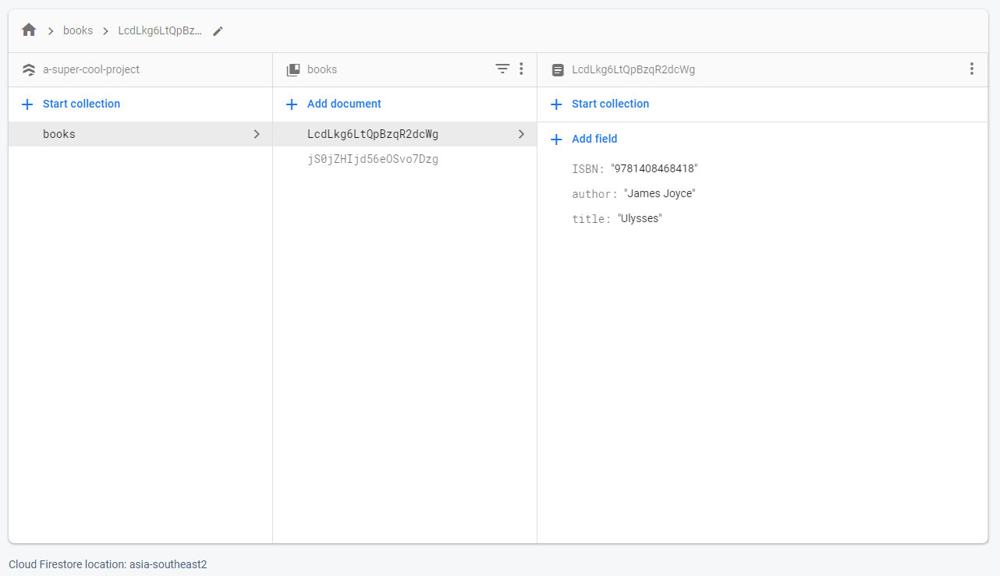 books LcdLkg6LtQpBz...
a-super-cool-project
books
LcdLkg6LtQpBzqR2dcWg
Start collection
Add document
Start collection
books
LcdLkg6LtQpBzqR2dcWg
jS0jZHIjd56eOSvo7Dzg
Add field
ISBN: "9781408468418"
author: "James Joyce"
title: "Ulysses"
Cloud Firestore location: asia-southeast2